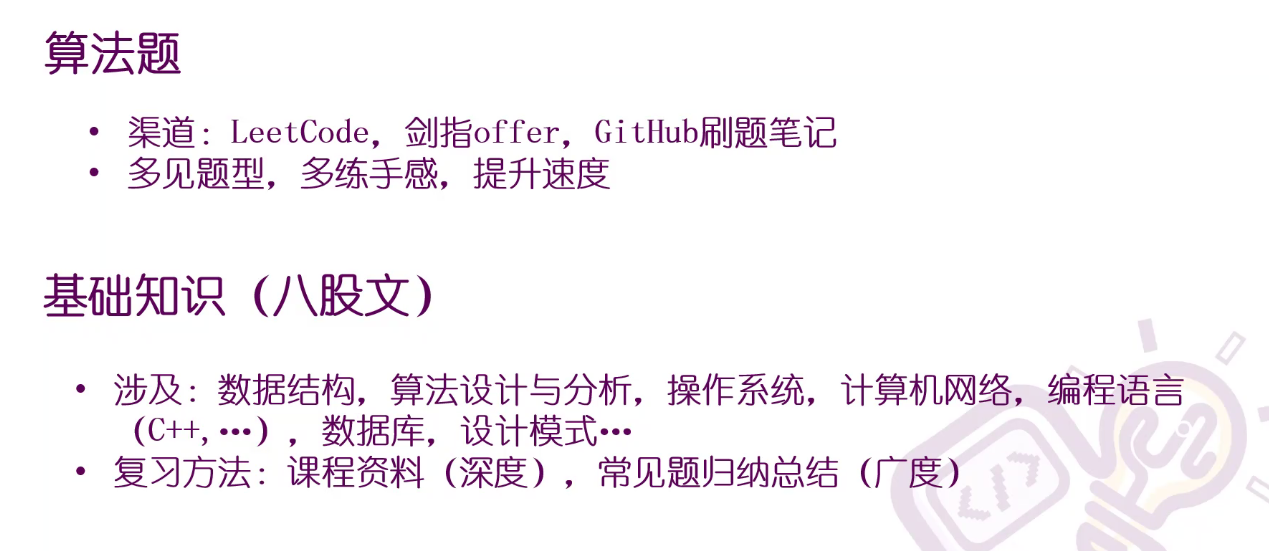 算法题
• 渠道：LeetCode，剑指offer，GitHub刷题笔记
• 多见题型，多练手感，提升速度
基础知识（八股文）
• 涉及：数据结构，算法设计与分析，操作系统，计算机网络，编程语言
（C++,…），数据库，设计模式…
• 复习方法：课程资料（深度），常见题归纳总结（广度）